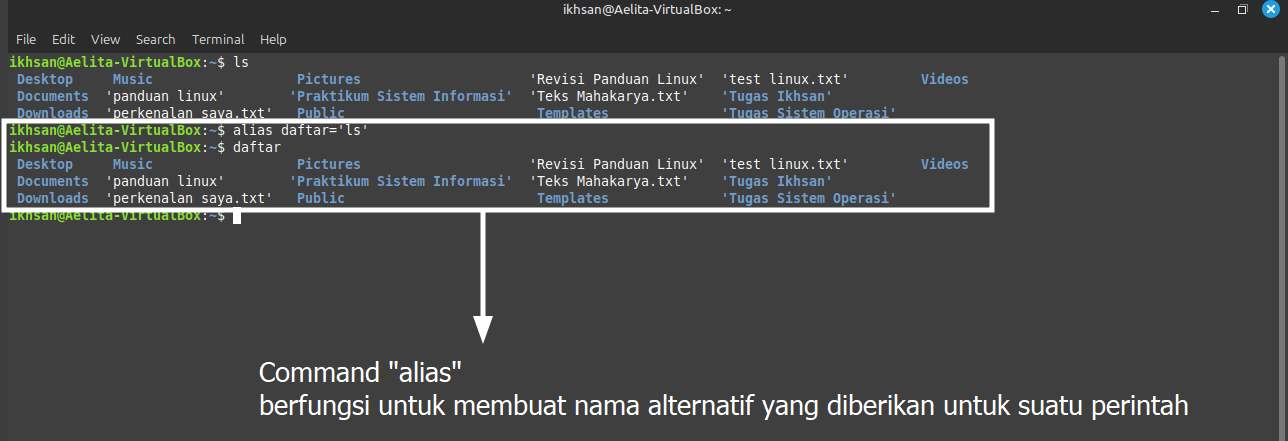 ikhsan@Aelita-VirtualBox: ~
File Edit View Search Terminal Help
ikhsan@Aelita-VirtualBox:~$ ls
Desktop Music Pictures 'Revisi Panduan Linux' 'test linux.txt' Videos
Documents 'panduan linux' 'Praktikum Sistem Informasi' 'Teks Mahakarya.txt' 'Tugas Ikhsan'
Downloads 'perkenalan saya.txt' Public Templates 'Tugas Sistem Operasi'
ikhsan@Aelita-VirtualBox:~$ alias daftar='ls'
ikhsan@Aelita-VirtualBox:~$ daftar
Desktop Music Pictures 'Revisi Panduan Linux' 'test linux.txt' Videos
Documents 'panduan linux' 'Praktikum Sistem Informasi' 'Teks Mahakarya.txt' 'Tugas Ikhsan'
Downloads 'perkenalan saya.txt' Public Templates 'Tugas Sistem Operasi'
ikhsan@Aelita-VirtualBox:~$
Command "alias"
berfungsi untuk membuat nama alternatif yang diberikan untuk suatu perintah